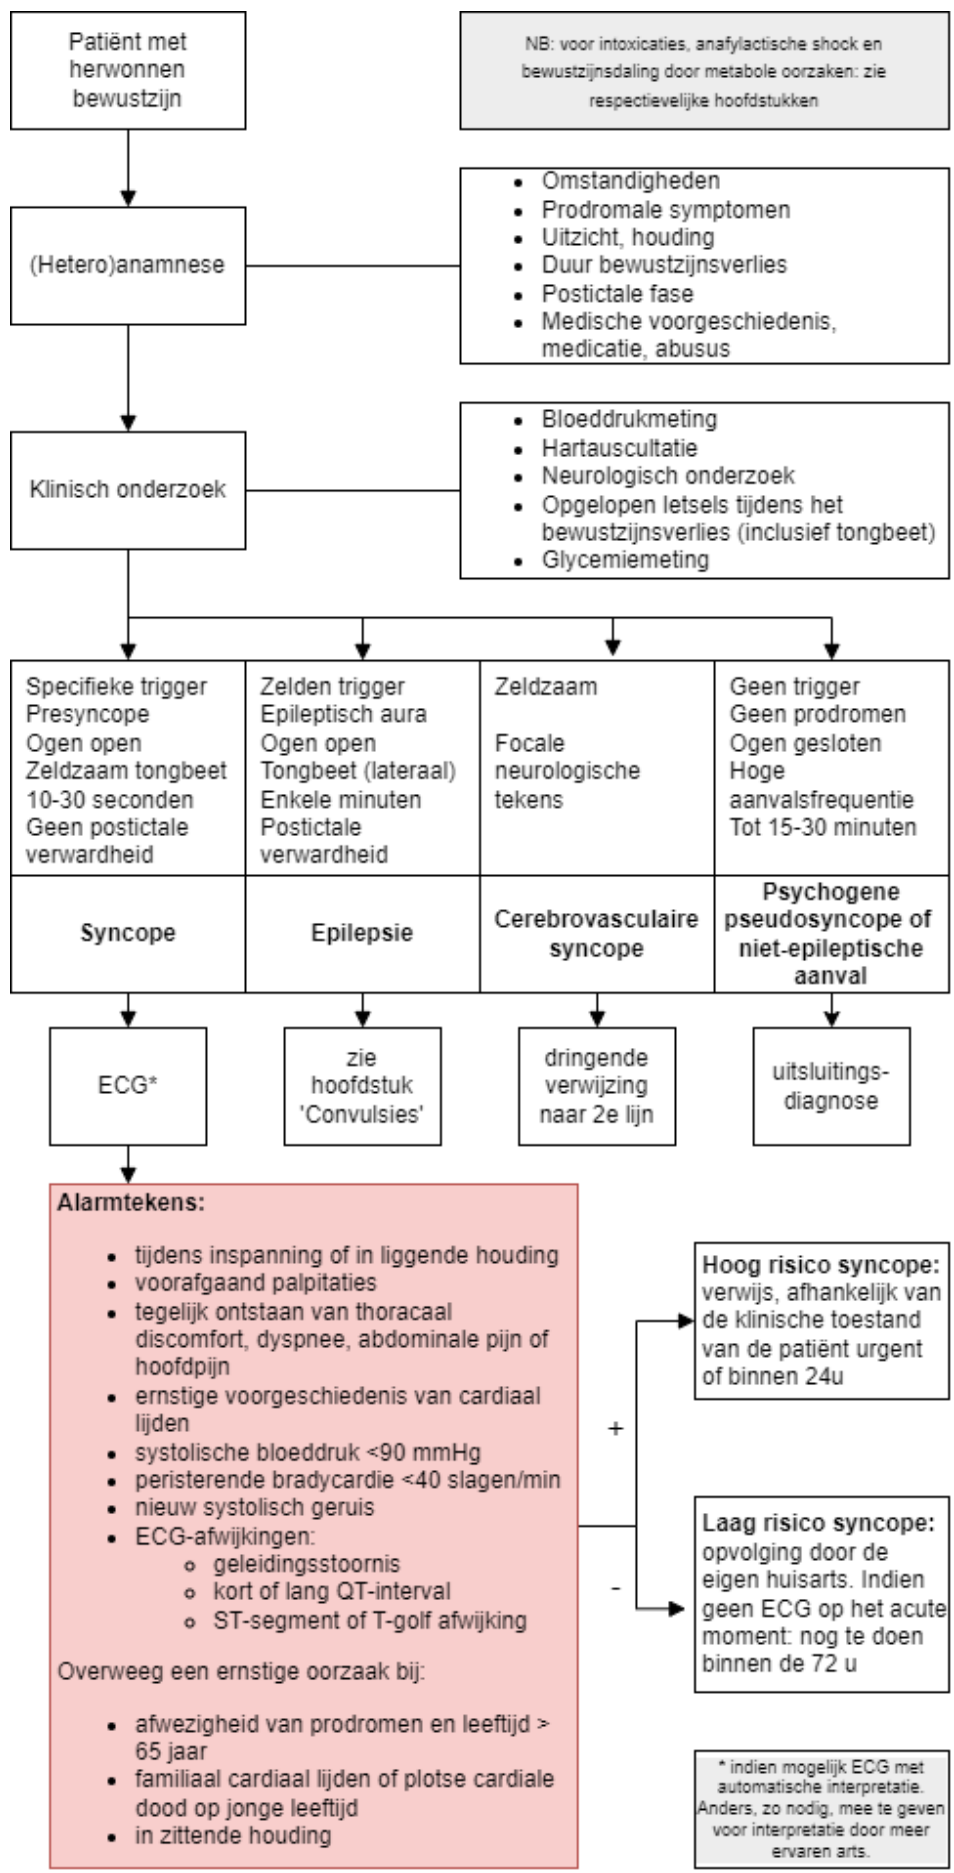 Patiënt met
herwonnen
bewustzijn
NB: voor intoxicaties, anafylactische shock en
bewustzijnsdaling door metabole oorzaken: zie
respectievelijke hoofdstukken
(Hetero)anamnese
• Omstandigheden
• Prodromale symptomen
• Uitzicht, houding
• Duur bewustzijnsverlies
• Postictale fase
• Medische voorgeschiedenis,
medicatie, abusus
Klinisch onderzoek
• Bloeddrukmeting
• Hartauscultatie
• Neurologisch onderzoek
• Opgelopen letsels tijdens het
bewustzijnsverlies (inclusief tongbeet)
• Glycemiemeting
Specifieke trigger
Presyncope
Ogen open
Zeldzaam tongbeet
10-30 seconden
Geen postictale
verwardheid
Zelden trigger
Epileptisch aura
Ogen open
Tongbeet (lateraal)
Enkele minuten
Postictale
verwardheid
Zeldzaam
Focale
neurologische
tekens
Geen trigger
Geen prodromen
Ogen gesloten
Hoge
aanvalsfrequentie
Tot 15-30 minuten
Syncope
Epilepsie
Cerebrovasculaire
syncope
Psychogene
pseudosyncope of
niet-epileptische
aanval
ECG*
zie
hoofdstuk
'Convulsies'
dringende
verwijzing
naar 2e lijn
uitsluitings-
diagnose
Alarmtekens:
• tijdens inspanning of in liggende houding
• voorafgaand palpitaties
• tegelijk ontstaan van thoracaal
discomfort, dyspnee, abdominale pijn of
hoofdpijn
• ernstige voorgeschiedenis van cardiaal
lijden
• systolische bloeddruk <90 mmHg
• peristerende bradycardie <40 slagen/min
• nieuw systolisch geruis
• ECG-afwijkingen:
○ geleidingsstoornis
○ kort of lang QT-interval
○ ST-segment of T-golf afwijking
Overweeg een ernstige oorzaak bij:
• afwezigheid van prodromen en leeftijd >
65 jaar
• familiaal cardiaal lijden of plotse cardiale
dood op jonge leeftijd
• in zittende houding
+
Hoog risico syncope:
verwijs, afhankelijk van
de klinische toestand
van de patiënt urgent
of binnen 24u
-
Laag risico syncope:
opvolging door de
eigen huisarts. Indien
geen ECG op het acute
moment: nog te doen
binnen de 72 u
* indien mogelijk ECG met
automatische interpretatie.
Anders, zo nodig, mee te geven
voor interpretatie door meer
ervaren arts.